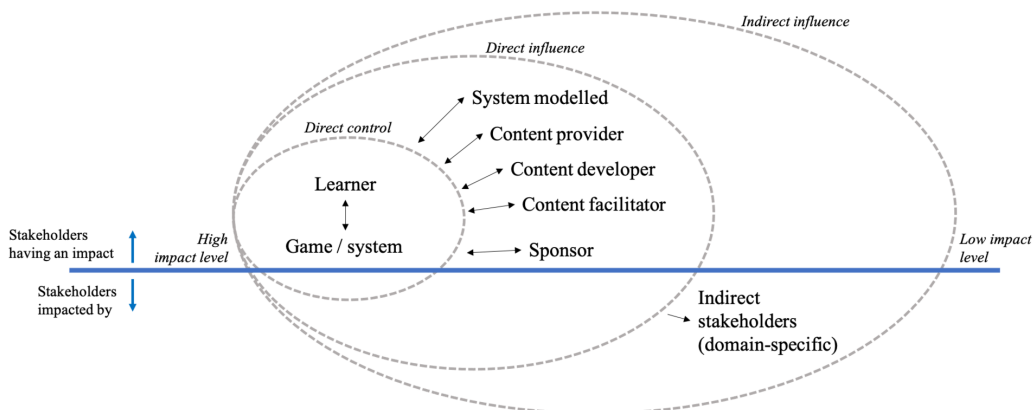 Indirect influence
Direct influence
System modelled
Direct control
Content provider
Content developer
Learner
Content facilitator
Game / system
Sponsor
Stakeholders
having an impact
High
impact level
Low impact
level
Stakeholders
impacted by
Indirect
stakeholders
(domain-specific)